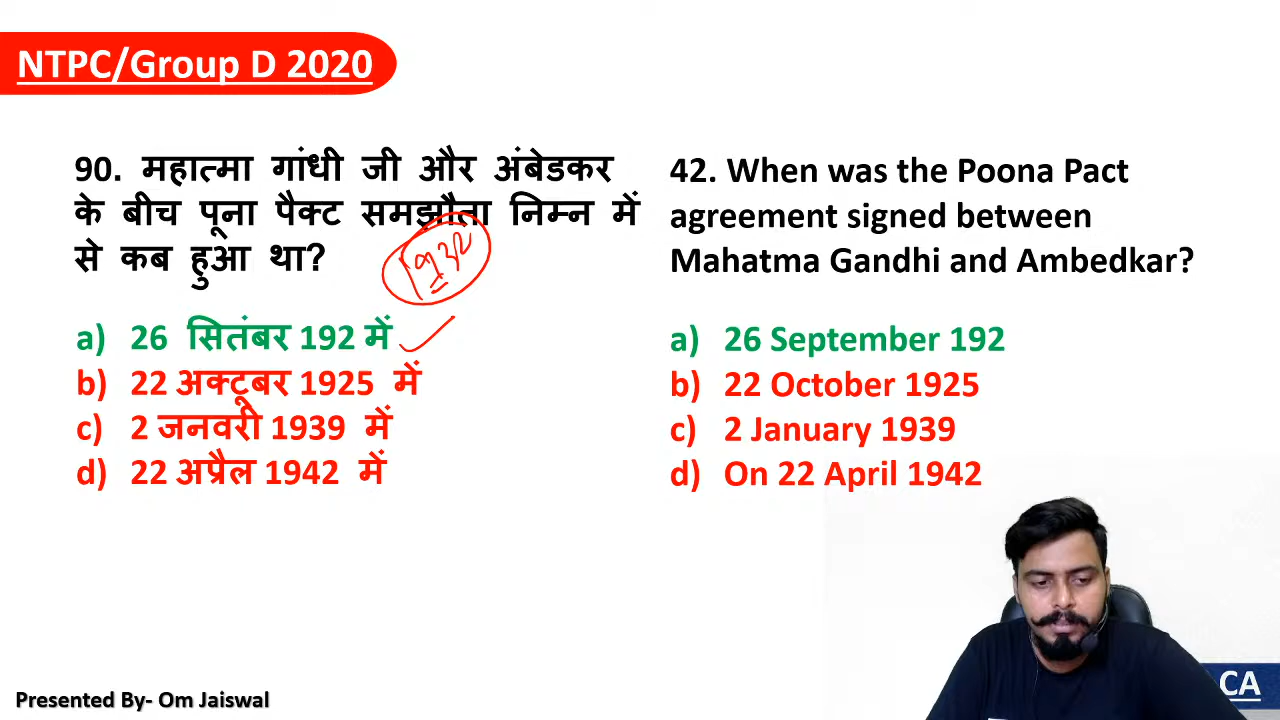 NTPC/Group D 2020
90. महात्मा गांधी जी और अंबेडकर
के बीच पूना पैक्ट समझौता निम्न में
से कब हुआ था?
1932
a) 26 सितंबर 192 में
b) 22 अक्टूबर 1925 में
c) 2 जनवरी 1939 में
d) 22 अप्रैल 1942 में
42. When was the Poona Pact
agreement signed between
Mahatma Gandhi and Ambedkar?
a) 26 September 192
b) 22 October 1925
c) 2 January 1939
d) On 22 April 1942
CA
Presented By- Om Jaiswal